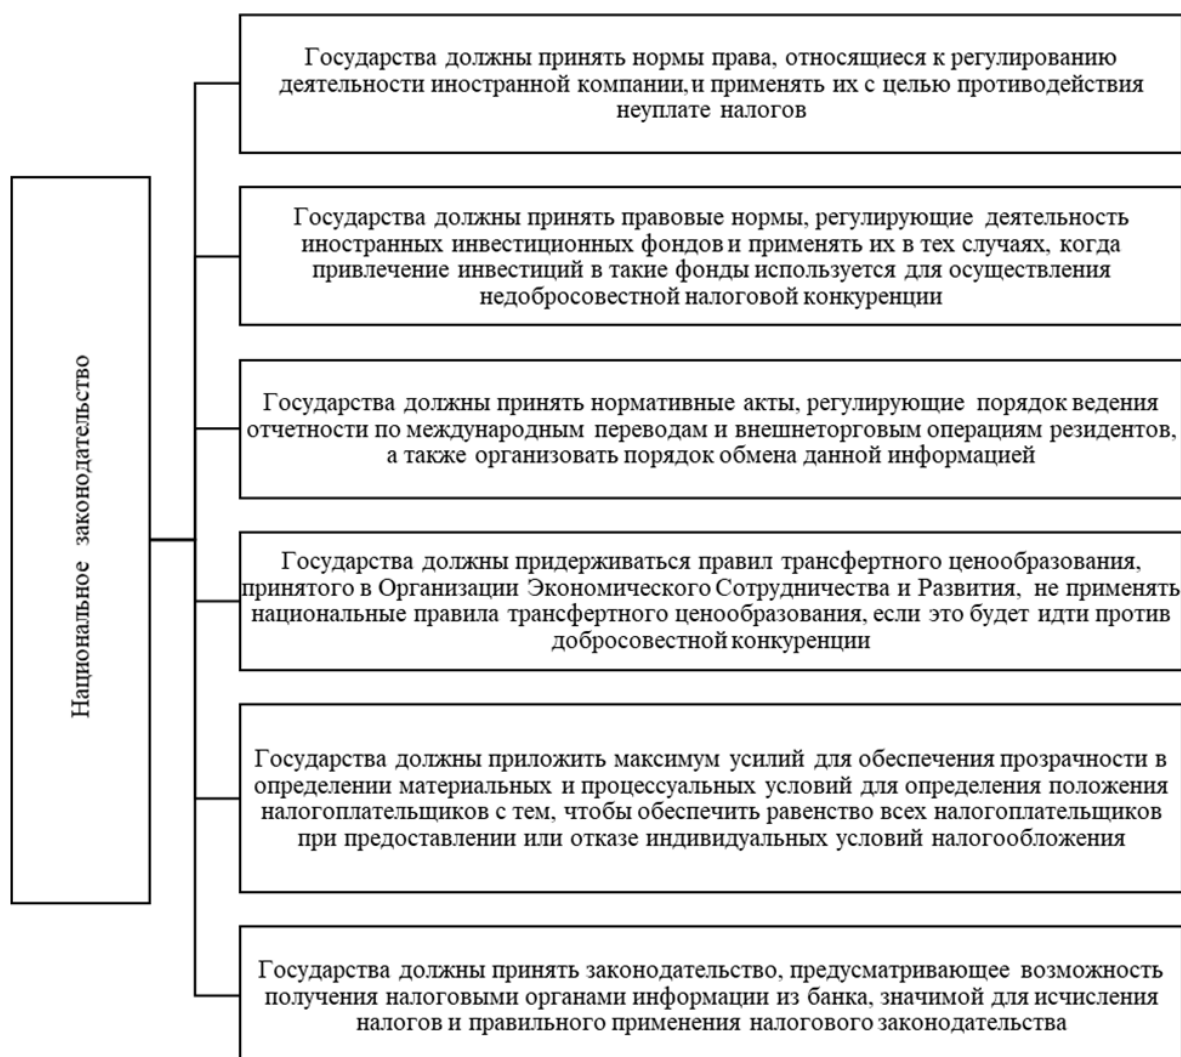 Национальное законодательство
Государства должны принять нормы права, относящиеся к регулированию
деятельности иностранной компании, и применять их с целью противодействия
неуплате налогов
Государства должны принять правовые нормы, регулирующие деятельность
иностранных инвестиционных фондов и применять их в тех случаях, когда
привлечение инвестиций в такие фонды используется для осуществления
недобросовестной налоговой конкуренции
Государства должны принять нормативные акты, регулирующие порядок ведения
отчетности по международным переводам и внешнеторговым операциям резидентов,
а также организовать порядок обмена данной информацией
Государства должны придерживаться правил трансфертного ценообразования,
принятого в Организации Экономического Сотрудничества и Развития, не применять
национальные правила трансфертного ценообразования, если это будет идти против
добросовестной конкуренции
Государства должны приложить максимум усилий для обеспечения прозрачности в
определении материальных и процессуальных условий для определения положения
налогоплательщиков с тем, чтобы обеспечить равенство всех налогоплательщиков
при предоставлении или отказе индивидуальных условий налогообложения
Государства должны принять законодательство, предусматривающее возможность
получения налоговыми органами информации из банка, значимой для исчисления
налогов и правильного применения налогового законодательства